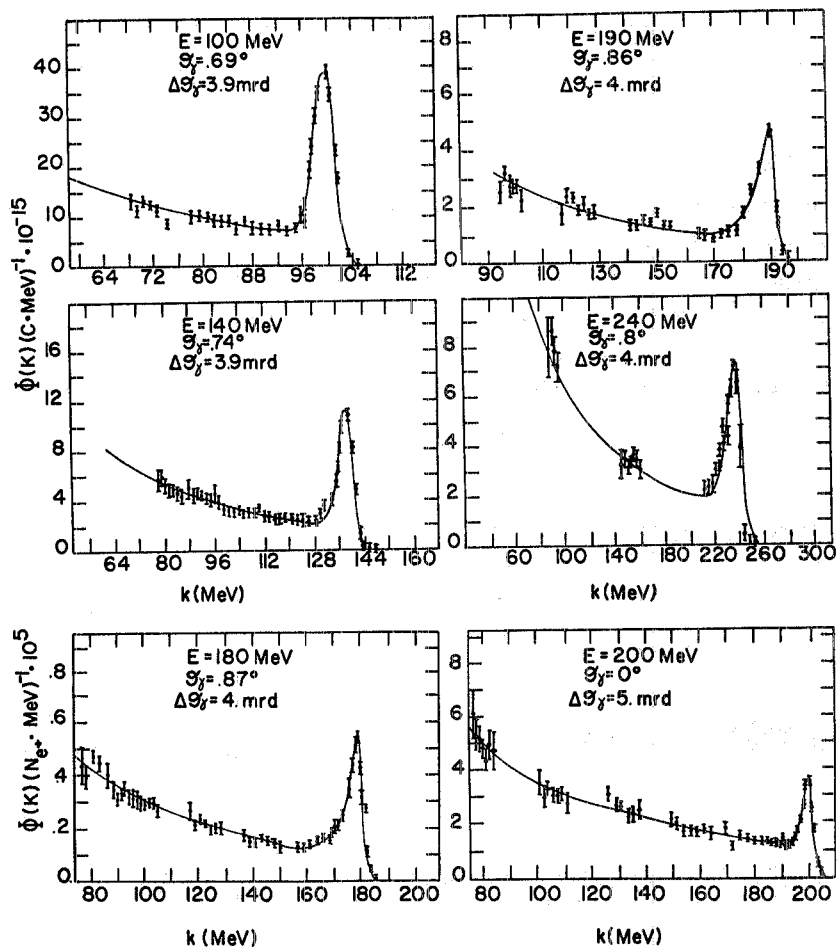 E = 100 MeV
𝜗γ=.69°
Δ𝜗γ=3.9mrd
40
30
20
10
0
64 72 80 88 96 104 112
E = 190 MeV
𝜗γ=.86°
Δ𝜗γ=4.mrd
8
6
4
2
0
90 110 130 150 170 190
Φ(K) (C·MeV)⁻¹·10⁻¹⁵
E = 140 MeV
𝜗γ=.74°
Δ𝜗γ=3.9mrd
16
12
8
4
0
64 80 96 112 128 144 160
k (MeV)
E = 240 MeV
𝜗γ=.8°
Δ𝜗γ=4.mrd
8
6
4
2
0
60 100 140 180 220 260 300
k (MeV)
Φ(K) (Ne+·MeV)⁻¹·10⁵
E = 180 MeV
𝜗γ=.87°
Δ𝜗γ=4.mrd
.8
.6
.4
.2
0
80 100 120 140 160 180 200
k (MeV)
E = 200 MeV
𝜗γ=0°
Δ𝜗γ=5.mrd
6
4
2
0
75 100 120 140 160 180 200
k (MeV)